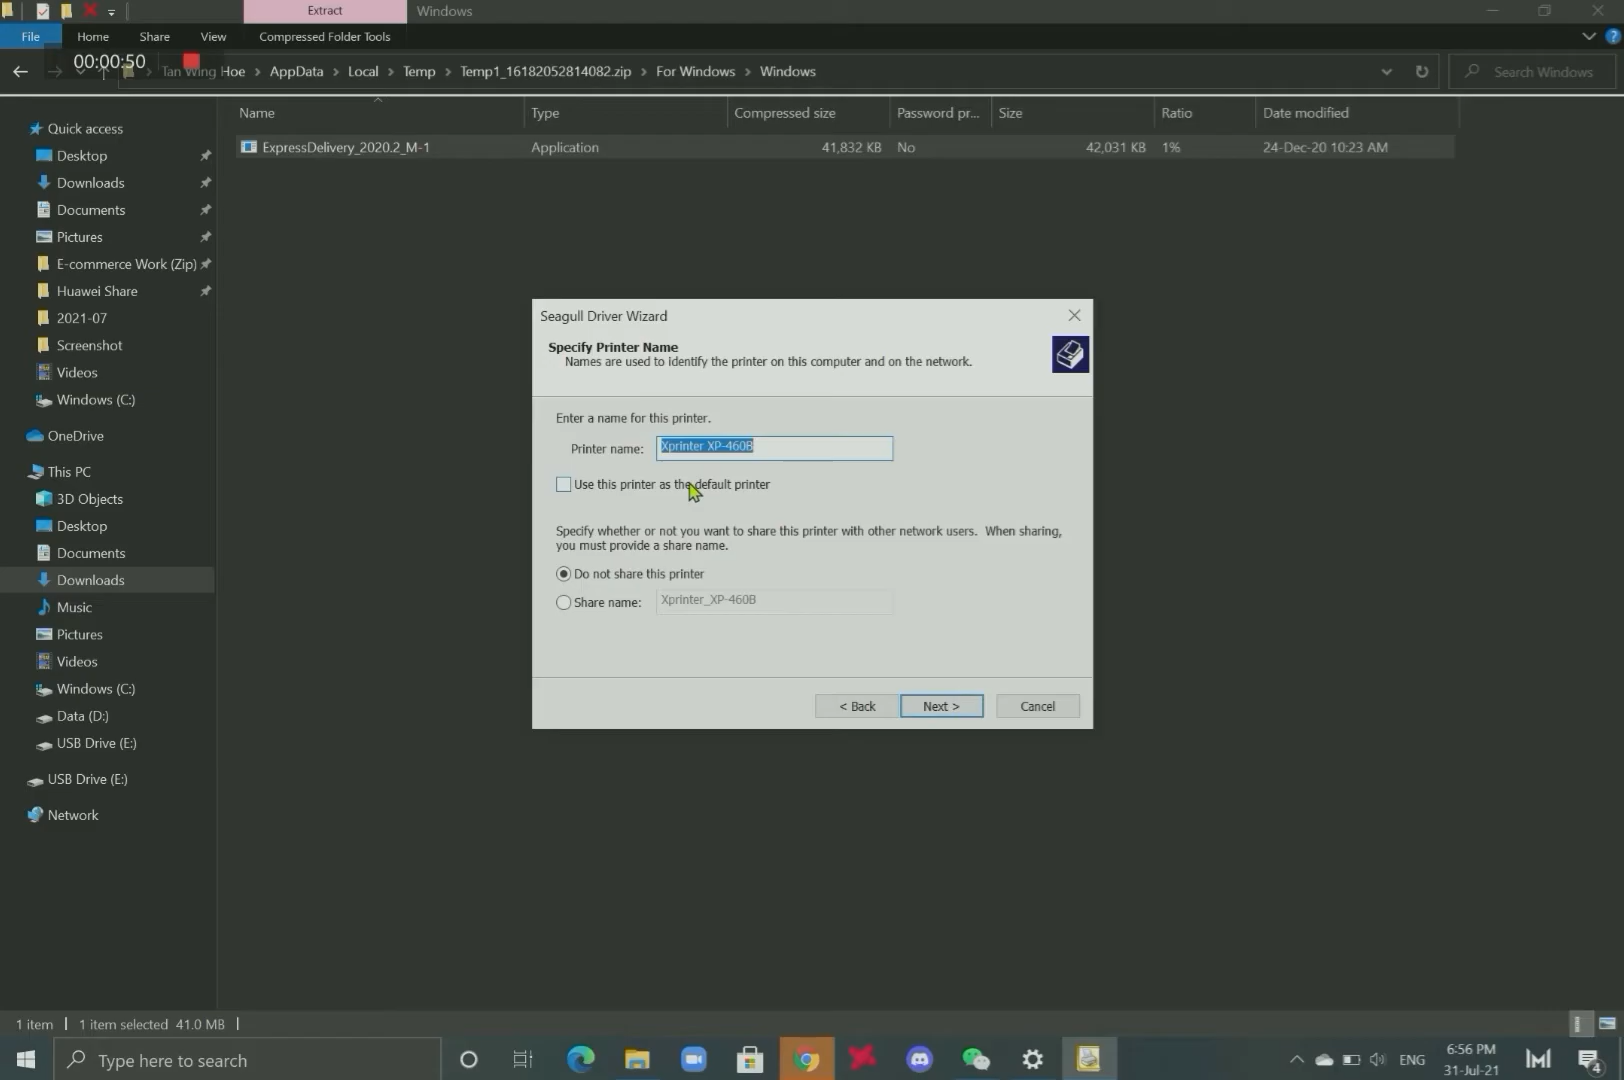 Extract
Windows
File
Home
Share
View
Compressed Folder Tools
00:00:50
Tan Wing Hoe > AppData > Local > Temp > Temp1_16182052814082.zip > For Windows > Windows
Search Windows
Name
Type
Compressed size
Password pr...
Size
Ratio
Date modified
ExpressDelivery_2020.2_M-1
Application
41,832 KB
No
42,031 KB
1%
24-Dec-20 10:23 AM
Quick access
Desktop
Downloads
Documents
Pictures
E-commerce Work (Zip)
Huawei Share
2021-07
Screenshot
Videos
Windows (C:)
OneDrive
This PC
3D Objects
Desktop
Documents
Downloads
Music
Pictures
Videos
Windows (C:)
Data (D:)
USB Drive (E:)
USB Drive (E:)
Network
Seagull Driver Wizard
Specify Printer Name
Names are used to identify the printer on this computer and on the network.
Enter a name for this printer.
Printer name:
Xprinter XP-460B
Use this printer as the default printer
Specify whether or not you want to share this printer with other network users. When sharing,
you must provide a share name.
Do not share this printer
Share name:
Xprinter_XP-460B
< Back
Next >
Cancel
1 item
1 item selected 41.0 MB
Type here to search
ENG
6:56 PM
31-Jul-21
4